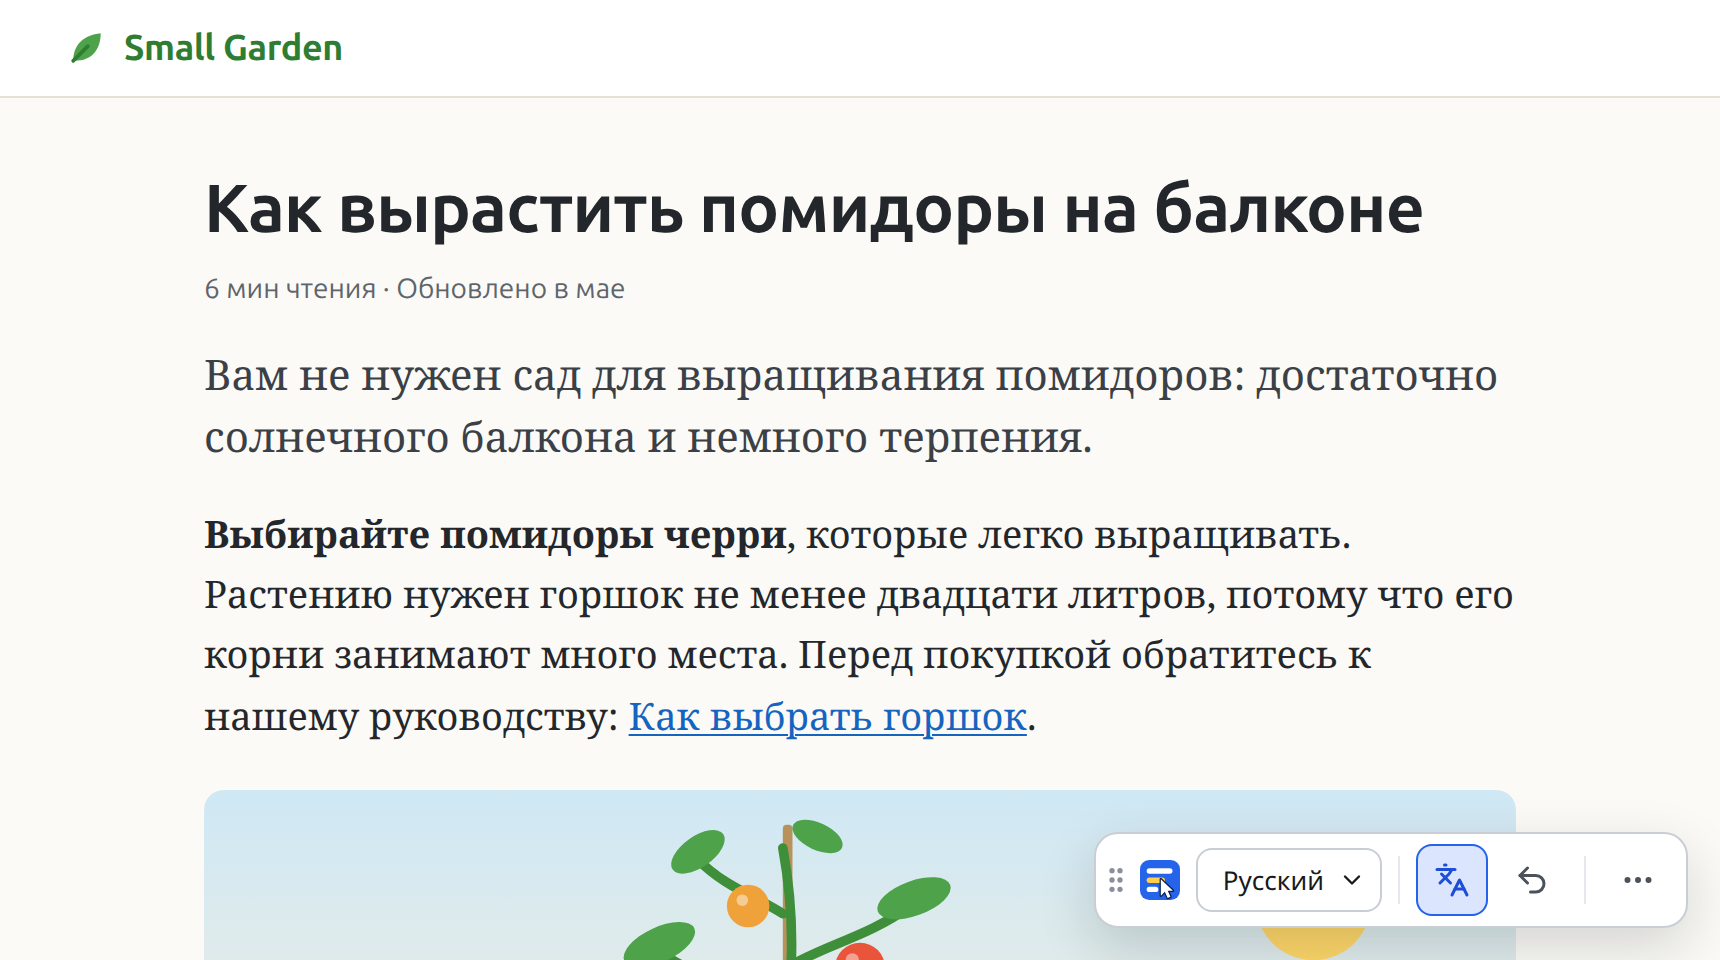 Small Garden
Как вырастить помидоры на балконе
6 мин чтения · Обновлено в мае
Вам не нужен сад для выращивания помидоров: достаточно
солнечного балкона и немного терпения.
Выбирайте помидоры черри, которые легко выращивать.
Растению нужен горшок не менее двадцати литров, потому что его
корни занимают много места. Перед покупкой обратитесь к
нашему руководству: Как выбрать горшок.
Русский